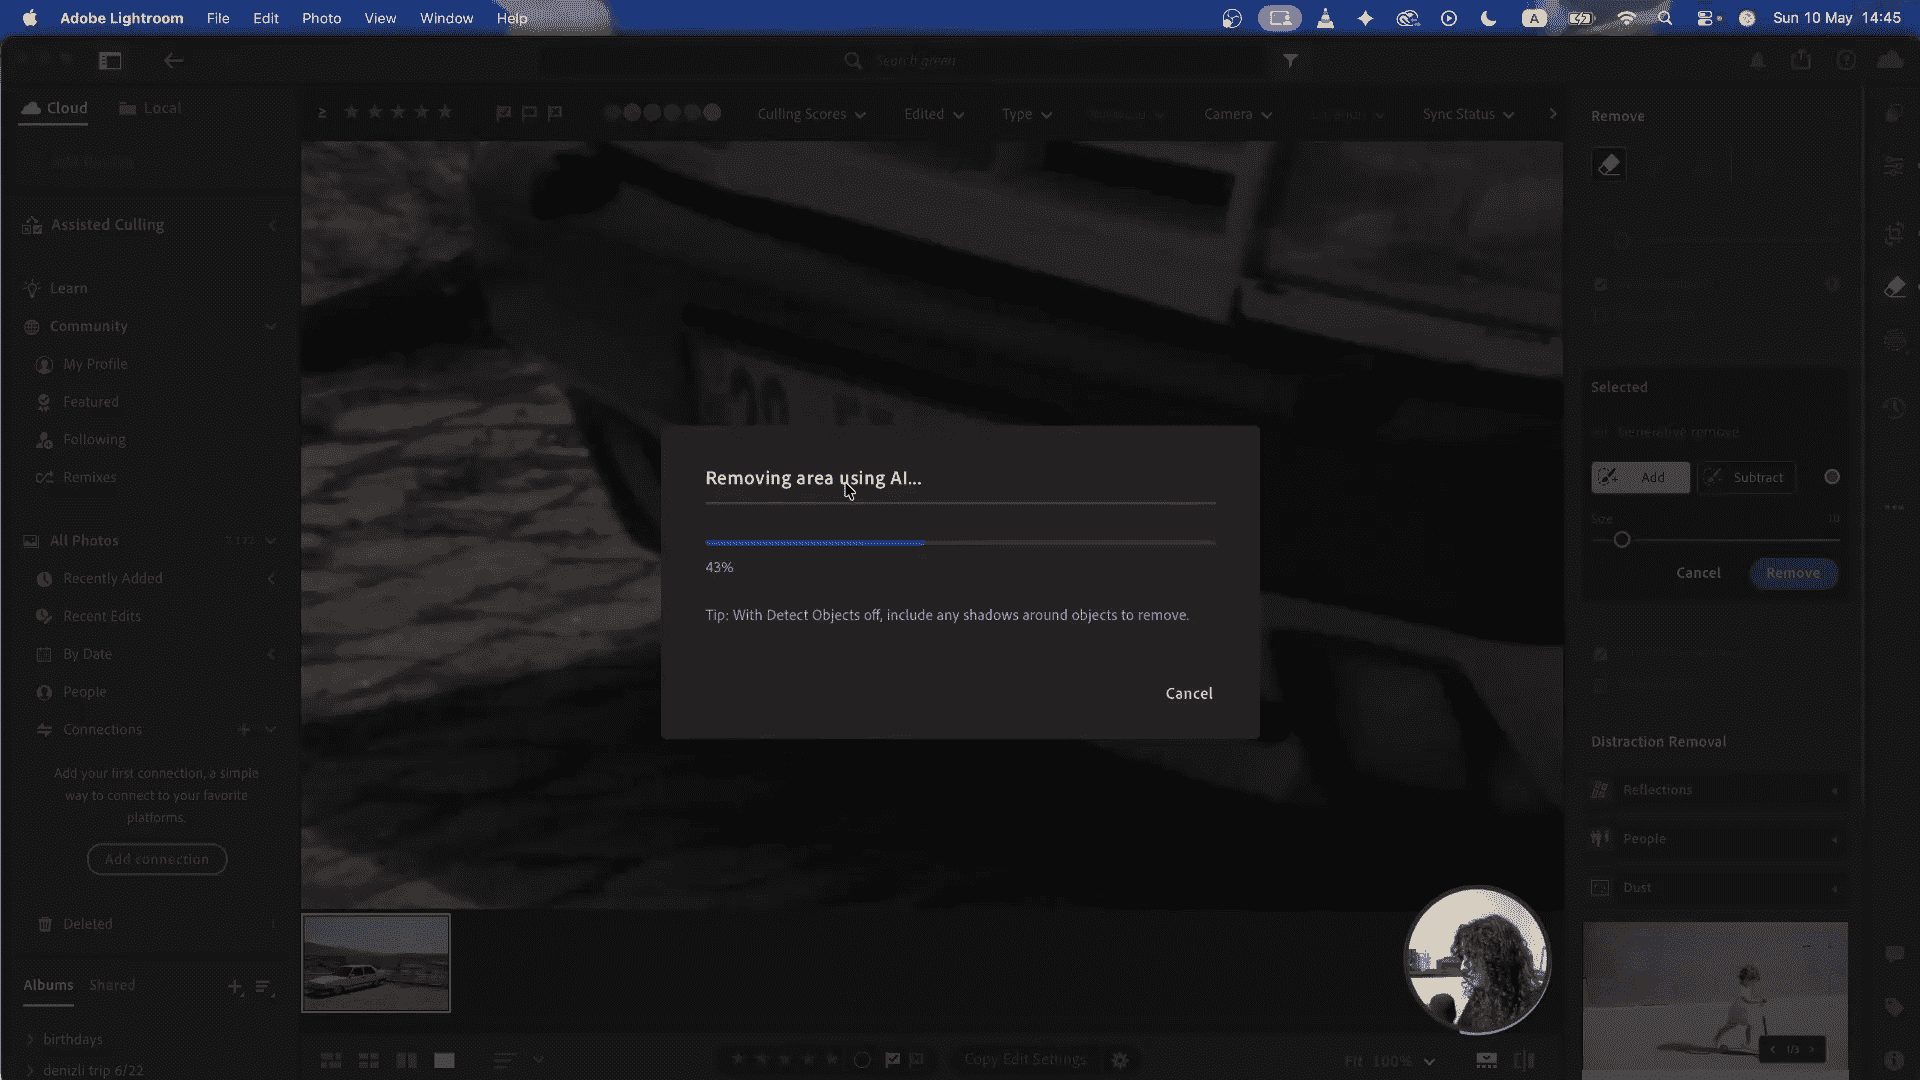 Adobe Lightroom File Edit Photo View Window Help
A Sun 10 May 14:45
Search green
Cloud Local
≥ Culling Scores Edited Type Camera Sync Status
Assisted Culling
Learn
Community
My Profile
Featured
Following
Remixes
All Photos
Recently Added
Recent Edits
By Date
People
Connections
Add your first connection, a simple
way to connect to your favorite
platforms.
Add connection
Deleted
Albums Shared
birthdays
denizli trip 6/22
Removing area using AI...
43%
Tip: With Detect Objects off, include any shadows around objects to remove.
Cancel
Copy Edit Settings
Fit 100%
Remove
Selected
Generative remove
Add Subtract
Size
Cancel Remove
Distraction Removal
Reflections
People
Dust
1/3